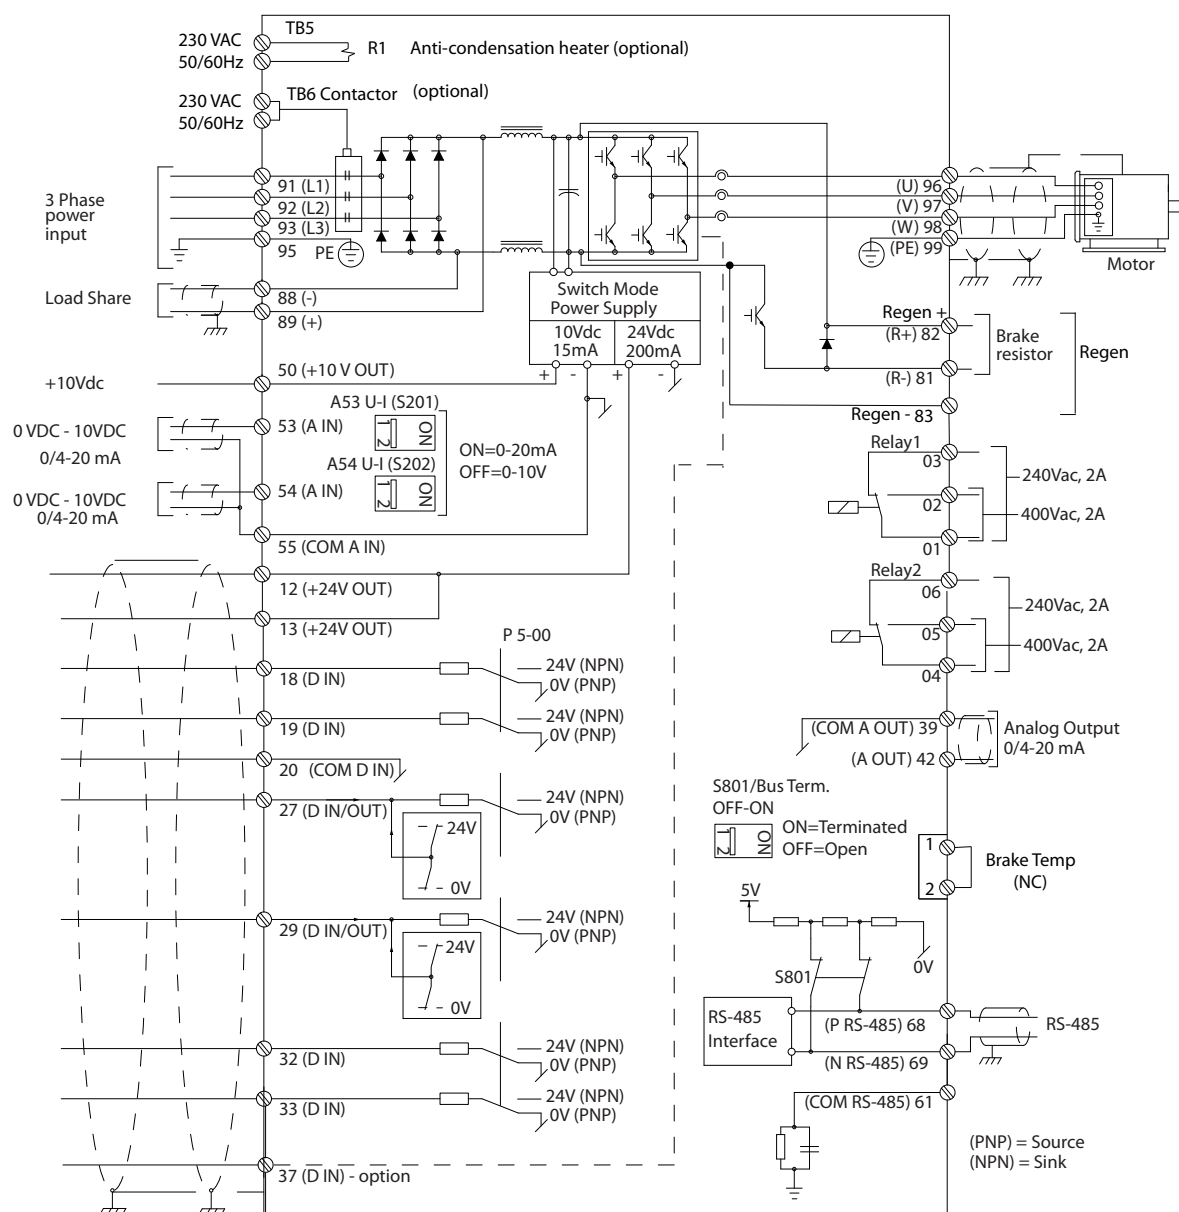 TB5
230 VAC
50/60Hz
R1
Anti-condensation heater (optional)
TB6 Contactor
(optional)
230 VAC
50/60Hz
3 Phase
power
input
91 (L1)
92 (L2)
93 (L3)
95
PE
Load Share
88 (-)
89 (+)
Switch Mode
Power Supply
10Vdc
15mA
24Vdc
200mA
+ - + -
(U) 96
(V) 97
(W) 98
(PE) 99
Motor
Regen +
(R+) 82
Brake
resistor
Regen
(R-) 81
Regen - 83
+10Vdc
50 (+10 V OUT)
A53 U-I (S201)
1 2
ON
0 VDC - 10VDC
0/4-20 mA
53 (A IN)
ON=0-20mA
OFF=0-10V
A54 U-I (S202)
1 2
ON
0 VDC - 10VDC
0/4-20 mA
54 (A IN)
55 (COM A IN)
12 (+24V OUT)
13 (+24V OUT)
Relay1
03
240Vac, 2A
02
400Vac, 2A
01
Relay2
06
240Vac, 2A
05
400Vac, 2A
04
P 5-00
18 (D IN)
24V (NPN)
0V (PNP)
19 (D IN)
24V (NPN)
0V (PNP)
20 (COM D IN)
27 (D IN/OUT)
24V (NPN)
0V (PNP)
24V
0V
29 (D IN/OUT)
24V (NPN)
0V (PNP)
24V
0V
32 (D IN)
24V (NPN)
0V (PNP)
33 (D IN)
24V (NPN)
0V (PNP)
37 (D IN) - option
(COM A OUT) 39
Analog Output
0/4-20 mA
(A OUT) 42
S801/Bus Term.
OFF-ON
1 2
ON
ON=Terminated
OFF=Open
1
2
Brake Temp
(NC)
5V
S801
0V
RS-485
Interface
(P RS-485) 68
RS-485
(N RS-485) 69
(COM RS-485) 61
(PNP) = Source
(NPN) = Sink